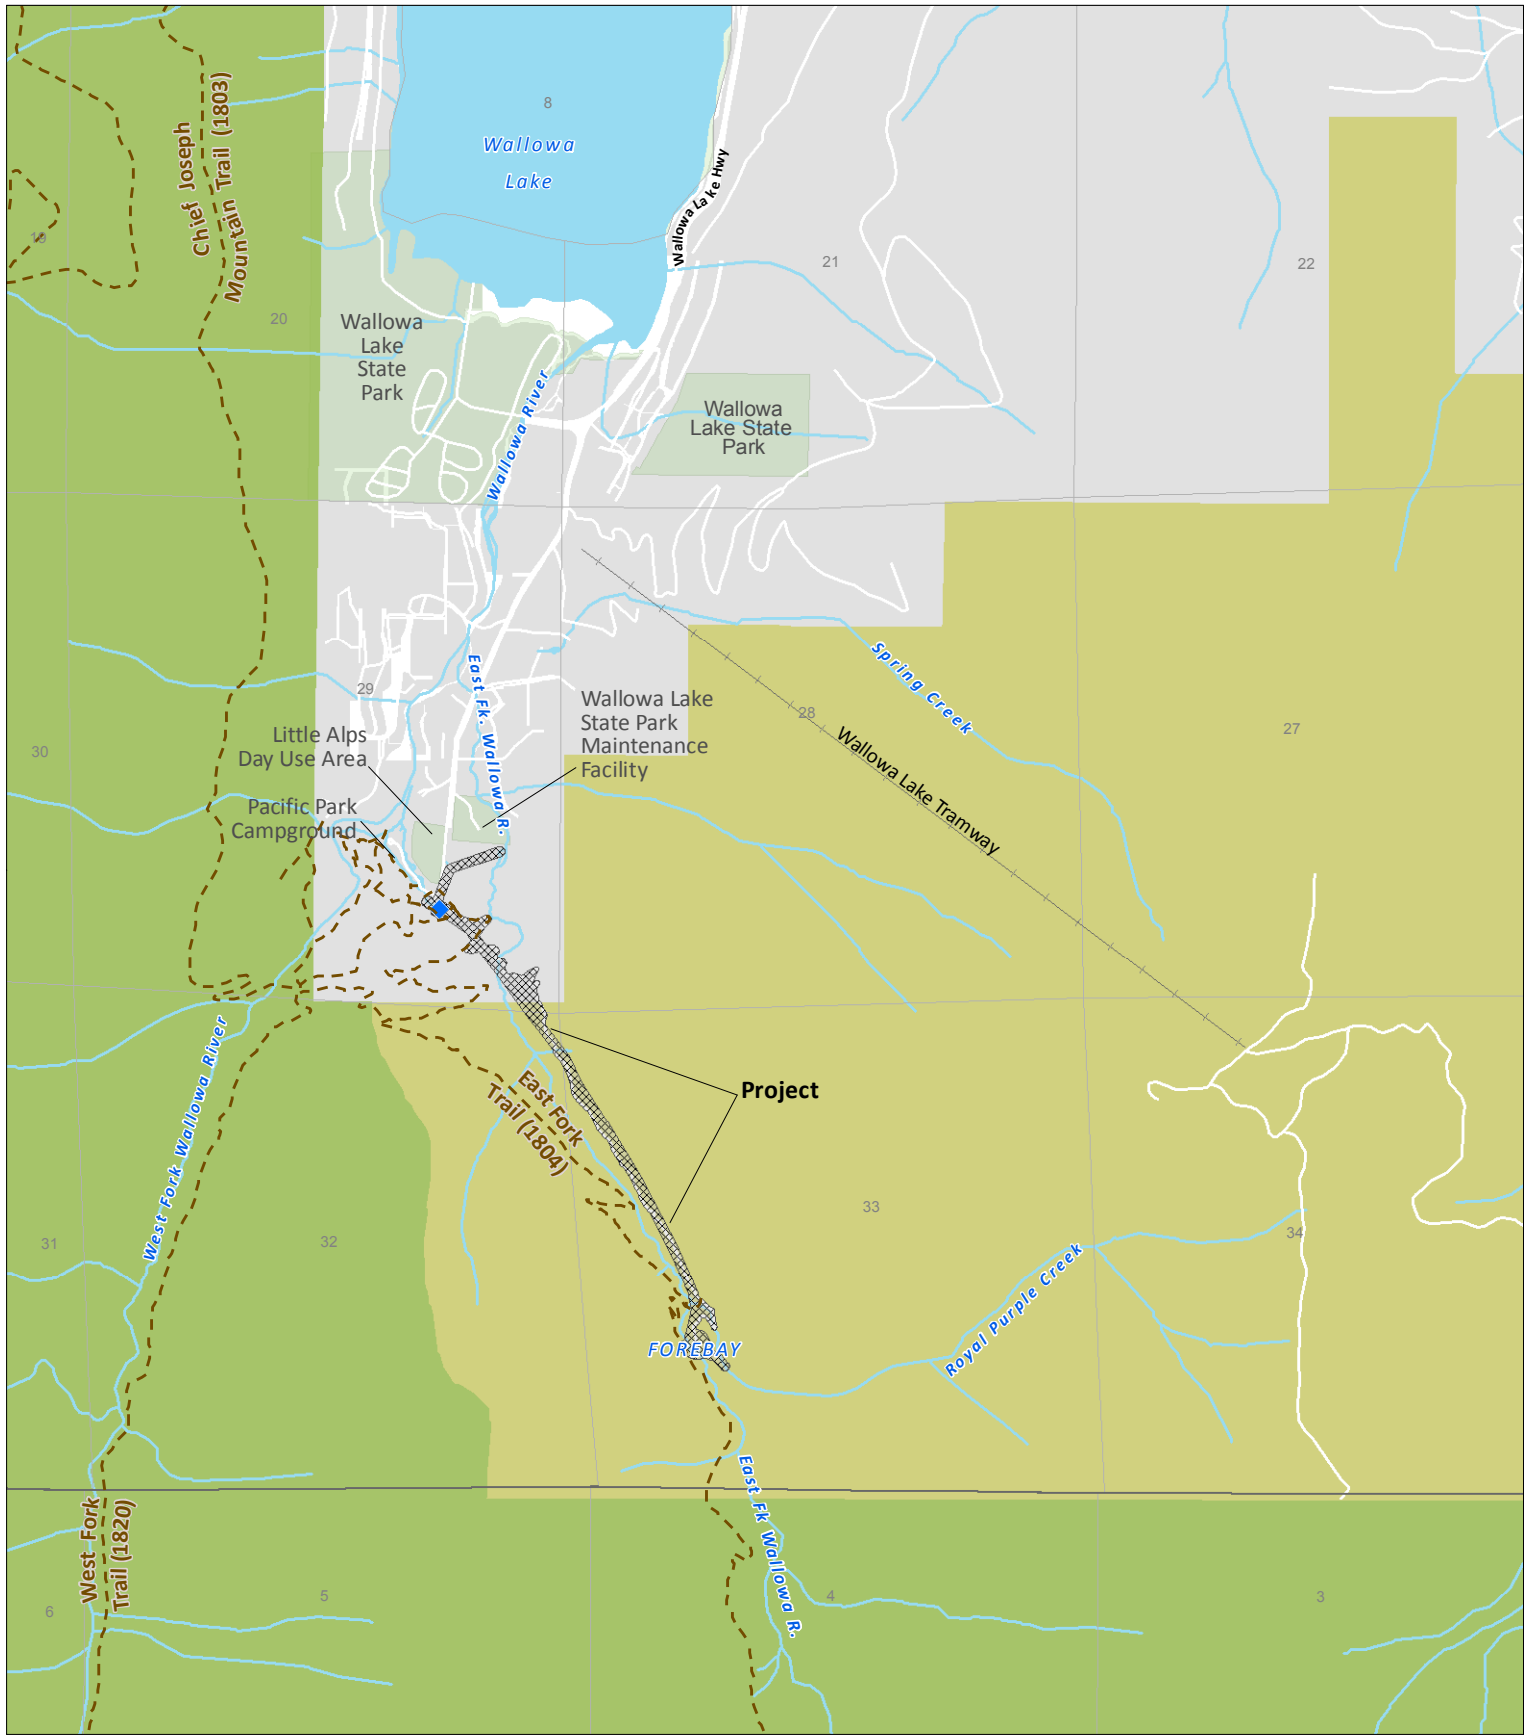 8
Wallowa
Lake
Chief Joseph
Mountain Trail (1803)
Wallowa Lake Hwy
19
20
21
22
Wallowa
Lake
State
Park
Wallowa River
Wallowa
Lake State
Park
Spring Creek
East Fk. Wallowa R.
29
Wallowa Lake
State Park
Maintenance
Facility
28
27
Wallowa Lake Tramway
30
Little Alps
Day Use Area
Pacific Park
Campground
West Fork Wallowa River
East Fork
Trail (1804)
Project
31
32
33
34
Royal Purple Creek
FOREBAY
West Fork
Trail (1820)
East Fk Wallowa R.
6
5
4
3